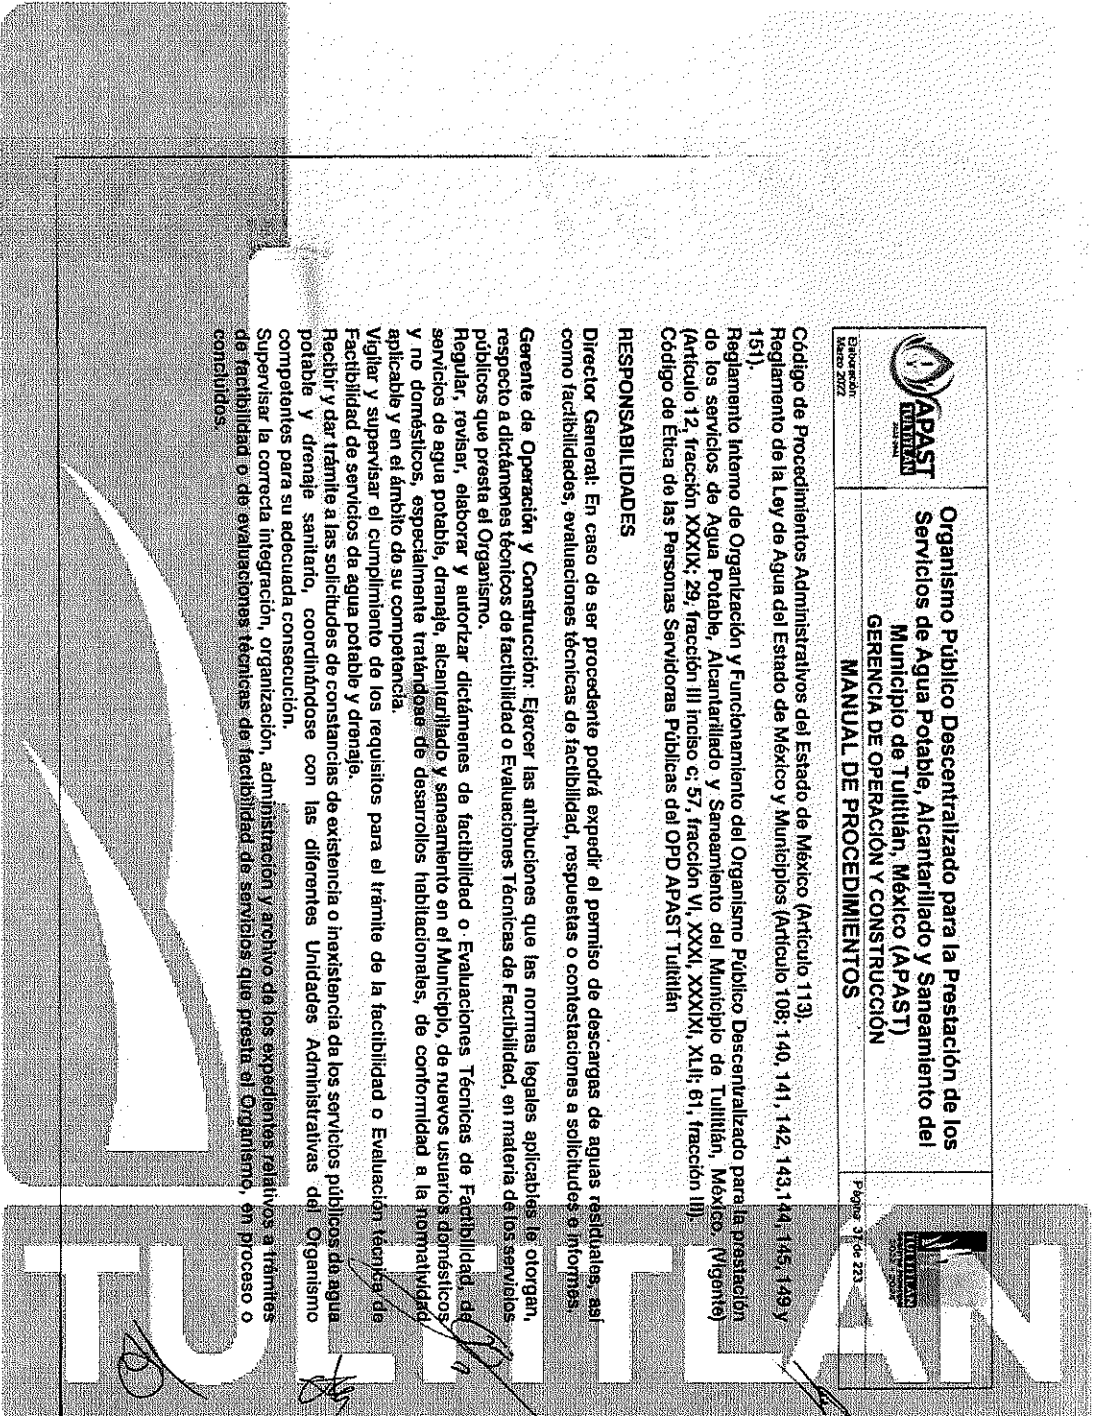 APAST
TULTITLÁN
2022-2024
Elaboración:
Marzo 2022
Organismo Público Descentralizado para la Prestación de los
Servicios de Agua Potable, Alcantarillado y Saneamiento del
Municipio de Tultitlán, México (APAST)
GERENCIA DE OPERACIÓN Y CONSTRUCCIÓN
MANUAL DE PROCEDIMIENTOS
TULTITLÁN
Página 37 de 223
Código de Procedimientos Administrativos del Estado de México (Artículo 113).
Reglamento de la Ley de Agua del Estado de México y Municipios (Artículo 108; 140, 141, 142, 143,144, 145, 149 y
151).
Reglamento Interno de Organización y Funcionamiento del Organismo Público Descentralizado para la prestación
de los servicios de Agua Potable, Alcantarillado y Saneamiento del Municipio de Tultitlán, México, (Vigente)
(Artículo 12, fracción XXXIX; 29, fracción III inciso c; 57, fracción VI, XXXI, XXXIXI, XLII; 61, fracción III).
Código de Ética de las Personas Servidoras Públicas del OPD APAST Tultitlán
RESPONSABILIDADES
Director General: En caso de ser procedente podrá expedir el permiso de descargas de aguas residuales, así
como factibilidades, evaluaciones técnicas de factibilidad, respuestas o contestaciones a solicitudes e informes.
Gerente de Operación y Construcción: Ejercer las atribuciones que las normas legales aplicables le otorgan,
respecto a dictámenes técnicos de factibilidad o Evaluaciones Técnicas de Factibilidad, en materia de los servicios
públicos que presta el Organismo.
Regular, revisar, elaborar y autorizar dictámenes de factibilidad o Evaluaciones Técnicas de Factibilidad, de
servicios de agua potable, drenaje, alcantarillado y saneamiento en el Municipio, de nuevos usuarios domésticos
y no domésticos, especialmente tratándose de desarrollos habitacionales, de conformidad a la normatividad
aplicable y en el ámbito de su competencia.
Vigilar y supervisar el cumplimiento de los requisitos para el trámite de la factibilidad o Evaluación técnica de
Factibilidad de servicios de agua potable y drenaje.
Recibir y dar trámite a las solicitudes de constancias de existencia o inexistencia de los servicios públicos de agua
potable y drenaje sanitario, coordinándose con las diferentes Unidades Administrativas del Organismo
competentes para su adecuada consecución.
Supervisar la correcta integración, organización, administración y archivo de los expedientes relativos a trámites
de factibilidad o de evaluaciones técnicas de factibilidad de servicios que presta el Organismo, en proceso o
concluidos.
TULTITLÁN